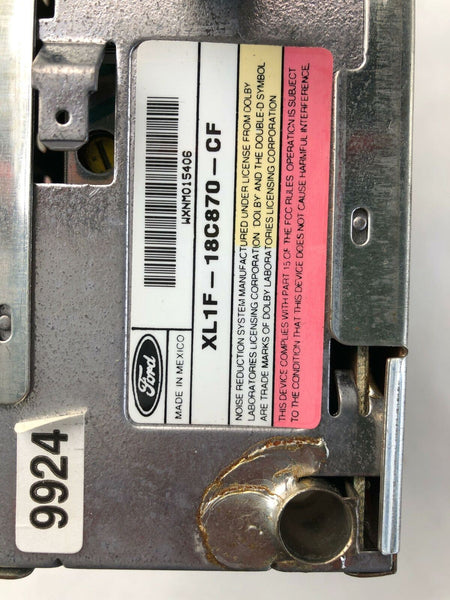 WXNM015406
XL1F-18C870-CF
Ford
MADE IN MEXICO
NOISE REDUCTION SYSTEM MANUFACTURED UNDER LICENSE FROM DOLBY
LABORATORIES LICENSING CORPORATION. DOLBY AND THE DOUBLE-D SYMBOL
ARE TRADE MARKS OF DOLBY LABORATORIES LICENSING CORPORATION
THIS DEVICE COMPLIES WITH PART 15 OF THE FCC RULES. OPERATION IS SUBJECT
TO THE CONDITION THAT THIS DEVICE DOES NOT CAUSE HARMFUL INTERFERENCE.
9924